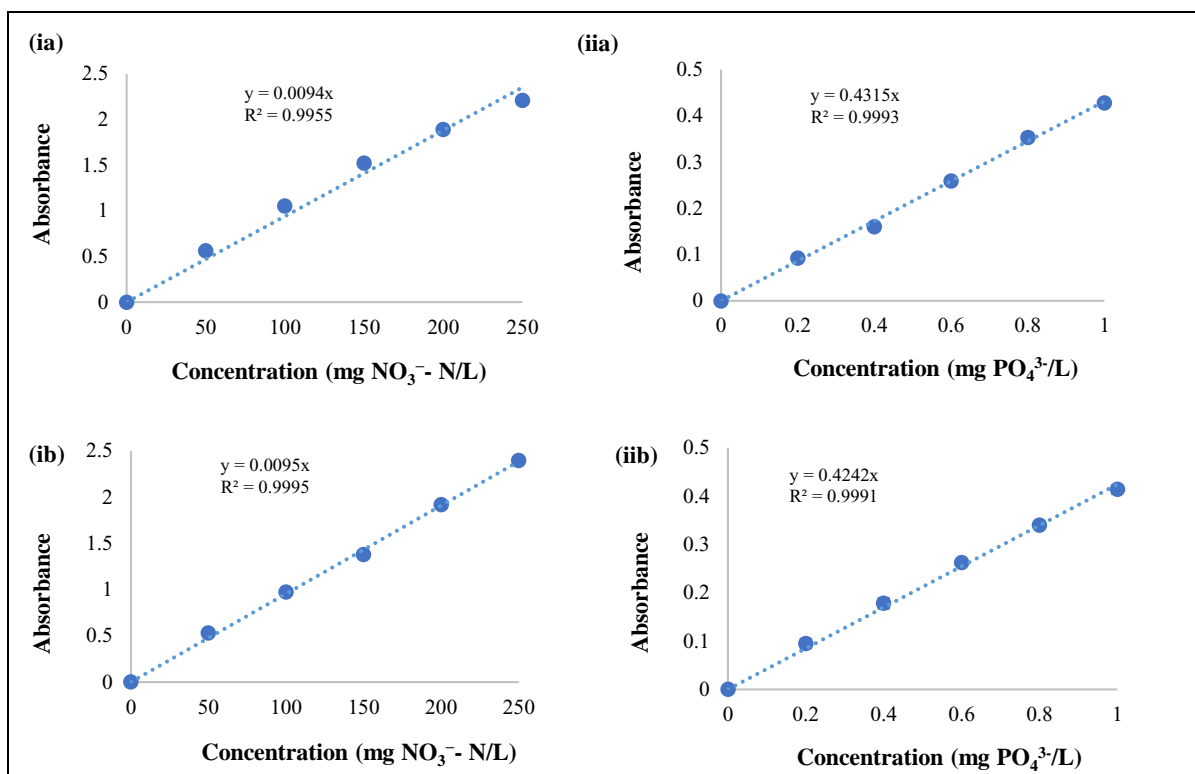 (ia)
y = 0.0094x
R² = 0.9955
Absorbance
2.5
2
1.5
1
0.5
0
0 50 100 150 200 250
Concentration (mg NO₃⁻- N/L)
(iia)
y = 0.4315x
R² = 0.9993
Absorbance
0.5
0.4
0.3
0.2
0.1
0
0 0.2 0.4 0.6 0.8 1
Concentration (mg PO₄³⁻/L)
(ib)
y = 0.0095x
R² = 0.9995
Absorbance
2.5
2
1.5
1
0.5
0
0 50 100 150 200 250
Concentration (mg NO₃⁻- N/L)
(iib)
y = 0.4242x
R² = 0.9991
Absorbance
0.5
0.4
0.3
0.2
0.1
0
0 0.2 0.4 0.6 0.8 1
Concentration (mg PO₄³⁻/L)